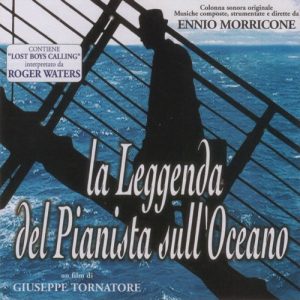 Colonna sonora originale
Musiche composte, strumentate e dirette da
ENNIO MORRICONE
CONTIENE
"LOST BOYS CALLING"
interpretato da
ROGER WATERS
la Leggenda
del Pianista sull'Oceano
un film di
GIUSEPPE TORNATORE